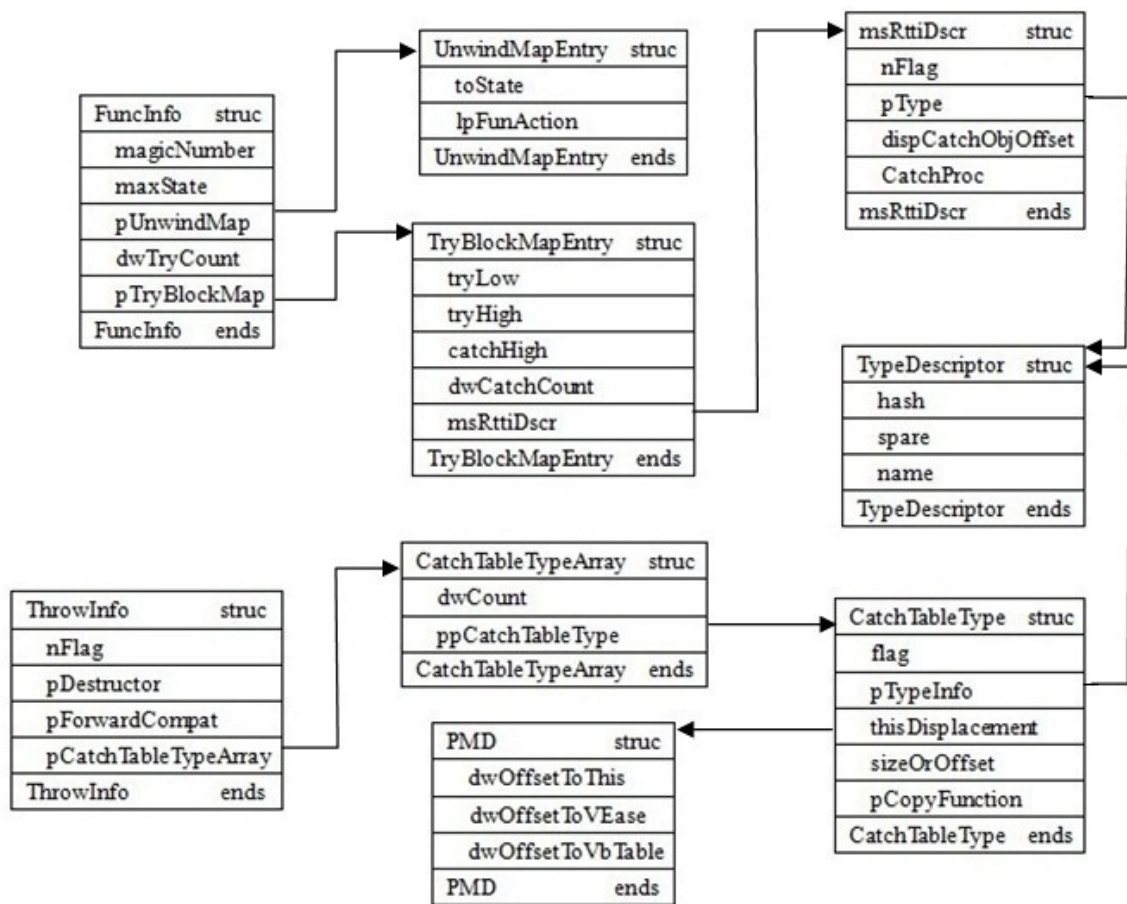 FuncInfo struc
magicNumber
maxState
pUnwindMap
dwTryCount
pTryBlockMap
FuncInfo ends
UnwindMapEntry struc
toState
lpFunAction
UnwindMapEntry ends
TryBlockMapEntry struc
tryLow
tryHigh
catchHigh
dwCatchCount
msRttiDscr
TryBlockMapEntry ends
msRttiDscr struc
nFlag
pType
dispCatchObjOffset
CatchProc
msRttiDscr ends
TypeDescriptor struc
hash
spare
name
TypeDescriptor ends
ThrowInfo struc
nFlag
pDestructor
pForwardCompat
pCatchTableTypeArray
ThrowInfo ends
CatchTableTypeArray struc
dwCount
ppCatchTableType
CatchTableTypeArray ends
PMD struc
dwOffsetToThis
dwOffsetToVEase
dwOffsetToVbTable
PMD ends
CatchTableType struc
flag
pTypeInfo
thisDisplacement
sizeOrOffset
pCopyFunction
CatchTableType ends